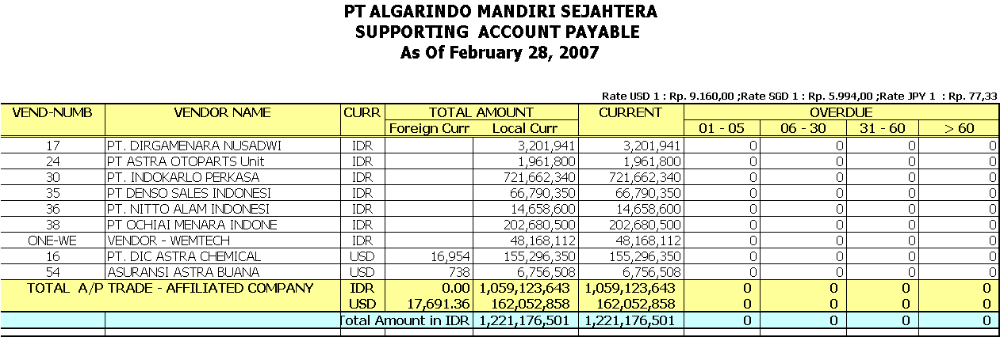 PT ALGARINDO MANDIRI SEJAHTERA
SUPPORTING ACCOUNT PAYABLE
As Of February 28, 2007
Rate USD 1 : Rp. 9.160,00 ;Rate SGD 1 : Rp. 5.994,00 ;Rate JPY 1 : Rp. 77,33
VEND-NUMB VENDOR NAME CURR TOTAL AMOUNT CURRENT OVERDUE
Foreign Curr Local Curr 01 - 05 06 - 30 31 - 60 > 60
17 PT. DIRGAMENARA NUSADWI IDR 3,201,941 3,201,941 0 0 0 0
24 PT ASTRA OTOPARTS Unit IDR 1,961,800 1,961,800 0 0 0 0
30 PT. INDOKARLO PERKASA IDR 721,662,340 721,662,340 0 0 0 0
35 PT DENSO SALES INDONESI IDR 66,790,350 66,790,350 0 0 0 0
36 PT. NITTO ALAM INDONESI IDR 14,658,600 14,658,600 0 0 0 0
38 PT OCHIAI MENARA INDONE IDR 202,680,500 202,680,500 0 0 0 0
ONE-WE VENDOR - WEMTECH IDR 48,168,112 48,168,112 0 0 0 0
16 PT. DIC ASTRA CHEMICAL USD 16,954 155,296,350 155,296,350 0 0 0 0
54 ASURANSI ASTRA BUANA USD 738 6,756,508 6,756,508 0 0 0 0
TOTAL A/P TRADE - AFFILIATED COMPANY IDR 0.00 1,059,123,643 1,059,123,643 0 0 0 0
USD 17,691.36 162,052,858 162,052,858 0 0 0 0
Total Amount in IDR 1,221,176,501 1,221,176,501 0 0 0 0